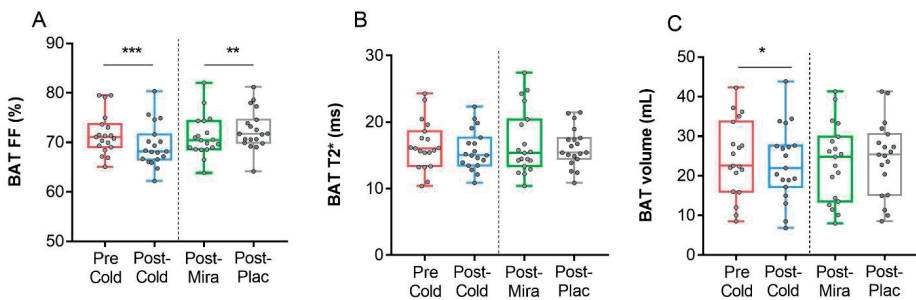 A
BAT FF (%)
90
80
70
60
50
***
**
Pre
Cold
Post-
Cold
Post-
Mira
Post-
Plac
B
BAT T2* (ms)
30
20
10
0
Pre
Cold
Post-
Cold
Post-
Mira
Post-
Plac
C
BAT volume (mL)
50
40
30
20
10
0
*
Pre
Cold
Post-
Cold
Post-
Mira
Post-
Plac